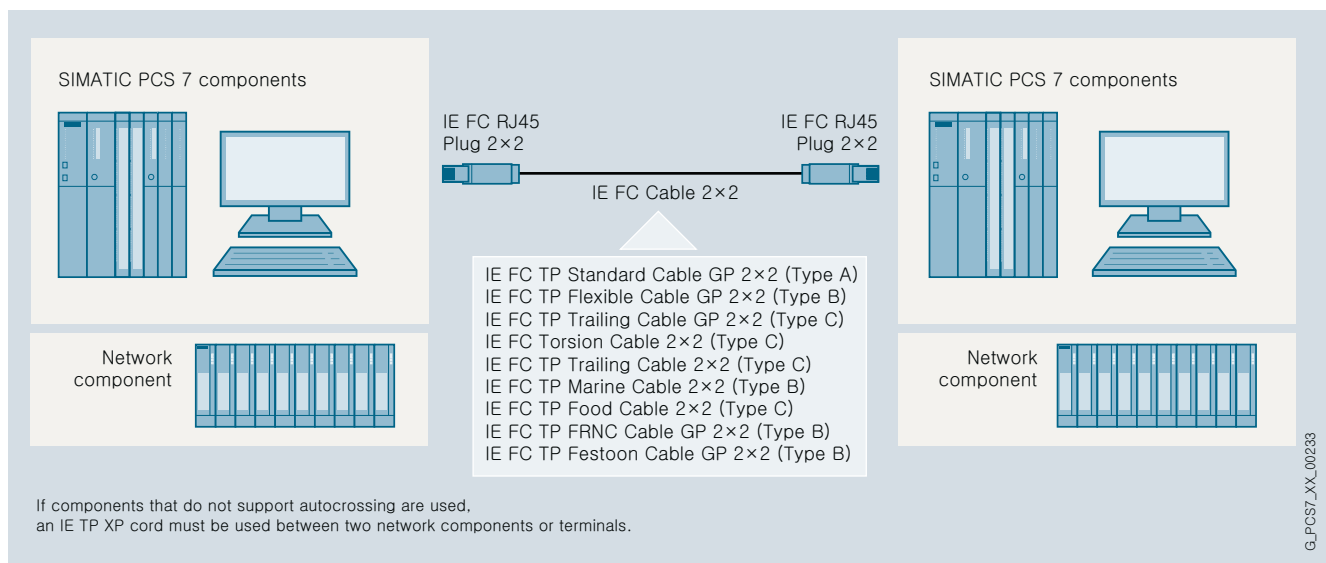 SIMATIC PCS 7 components
SIMATIC PCS 7 components
IE FC RJ45
Plug 2×2
IE FC RJ45
Plug 2×2
IE FC Cable 2×2
IE FC TP Standard Cable GP 2×2 (Type A)
IE FC TP Flexible Cable GP 2×2 (Type B)
IE FC TP Trailing Cable GP 2×2 (Type C)
IE FC Torsion Cable 2×2 (Type C)
IE FC TP Trailing Cable 2×2 (Type C)
IE FC TP Marine Cable 2×2 (Type B)
IE FC TP Food Cable 2×2 (Type C)
IE FC TP FRNC Cable GP 2×2 (Type B)
IE FC TP Festoon Cable GP 2×2 (Type B)
Network
component
Network
component
If components that do not support autocrossing are used,
an IE TP XP cord must be used between two network components or terminals.
G_PCS7_XX_00233